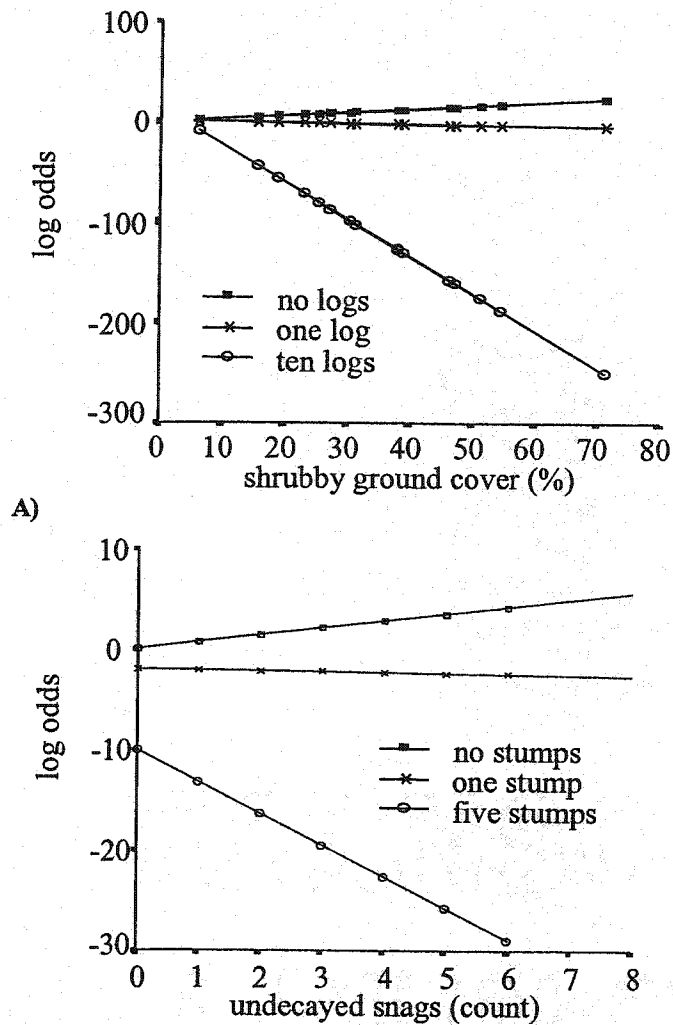 100
0
-100
-200
-300
log odds
no logs
one log
ten logs
0 10 20 30 40 50 60 70 80
shrubby ground cover (%)
A)
10
0
-10
-20
-30
log odds
no stumps
one stump
five stumps
0 1 2 3 4 5 6 7 8
undecayed snags (count)